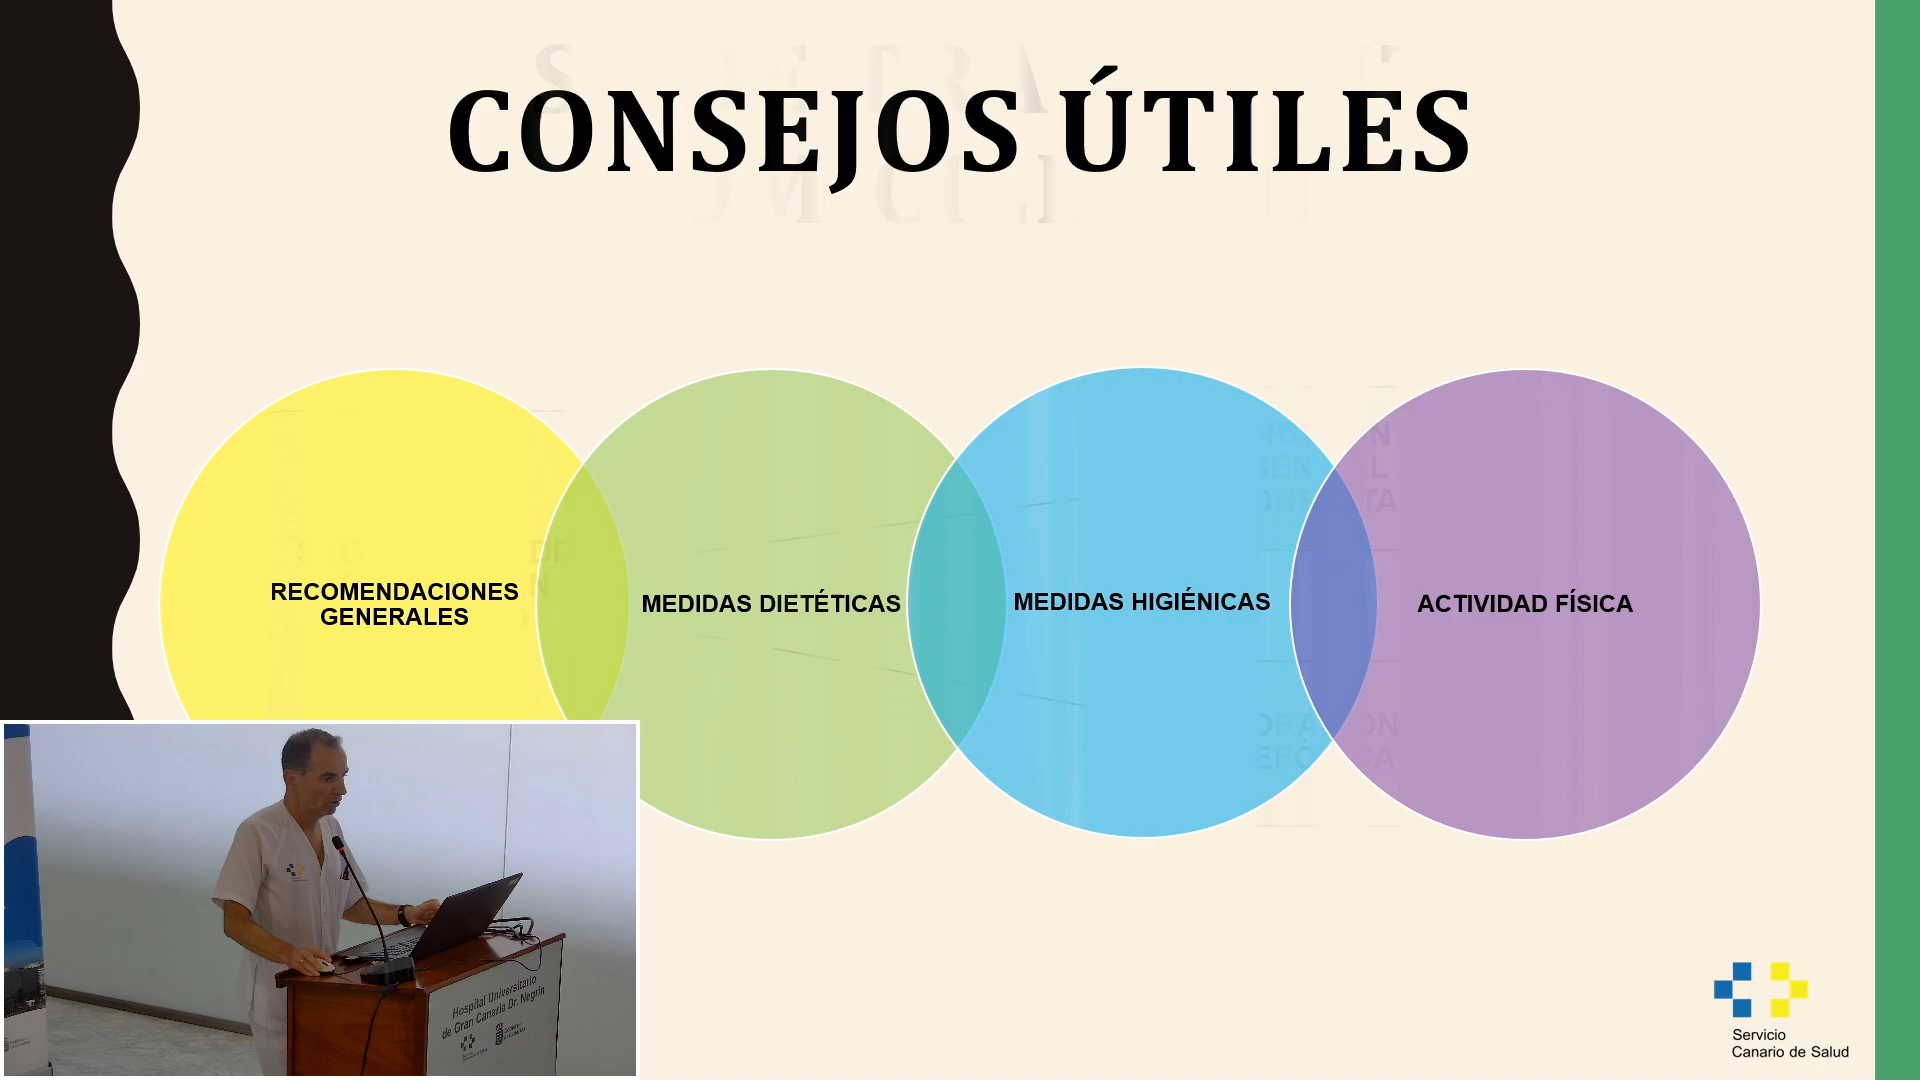 CONSEJOS ÚTILES
RECOMENDACIONES
GENERALES
MEDIDAS DIETÉTICAS
MEDIDAS HIGIÉNICAS
ACTIVIDAD FÍSICA
Hospital Universitario
de Gran Canaria Dr. Negrín
Servicio
Canario de Salud